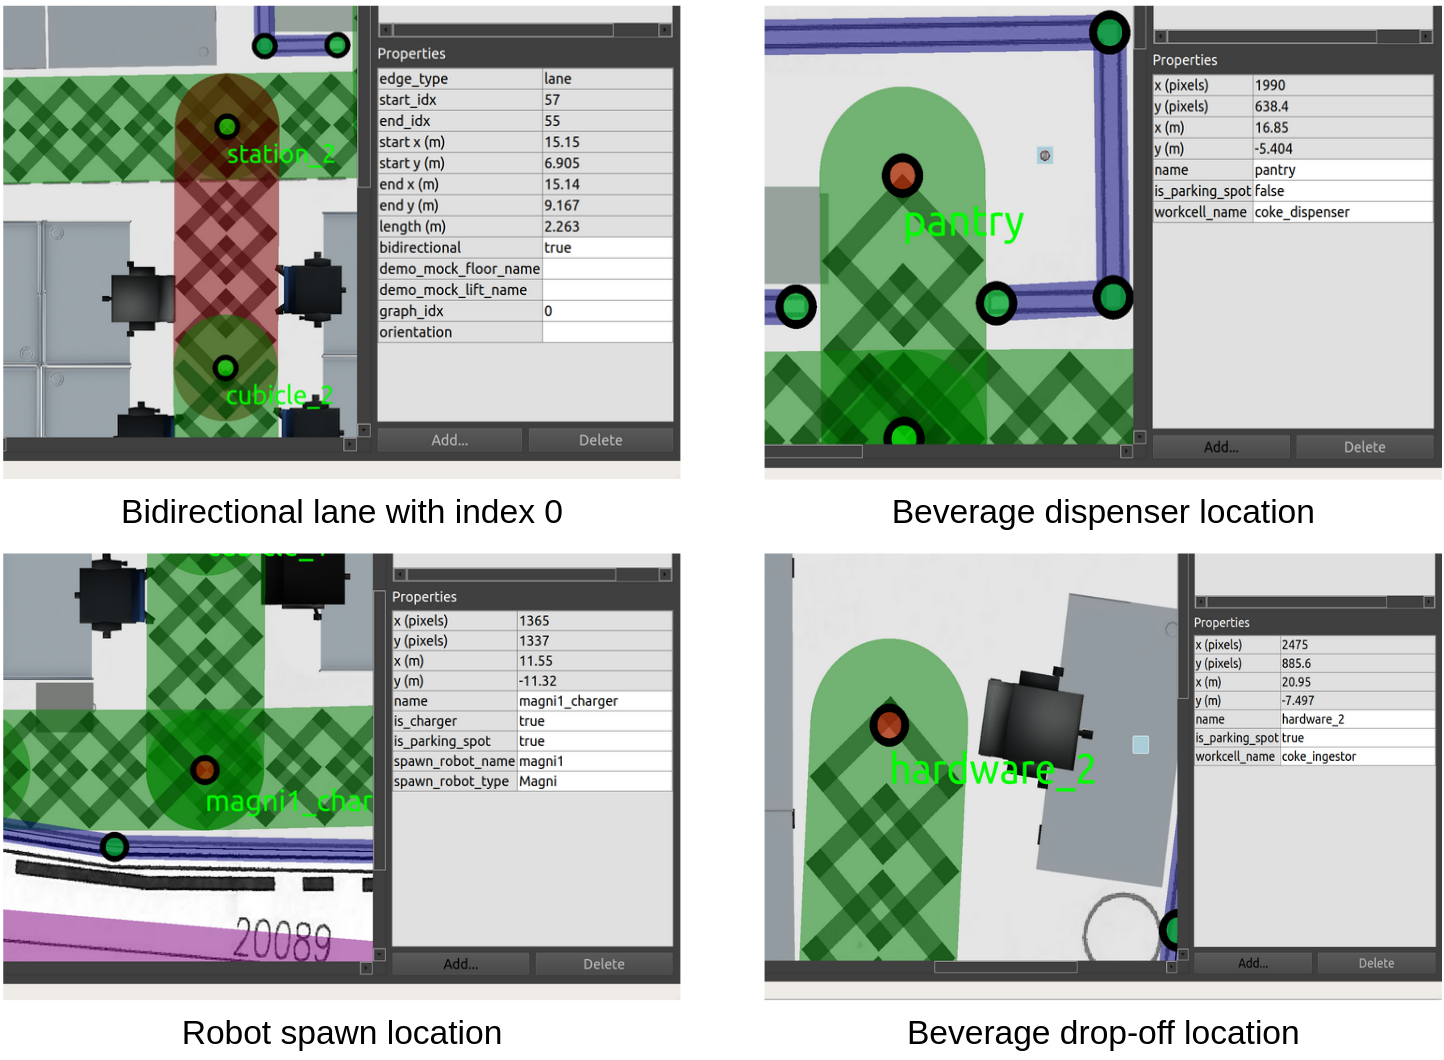 station_2
cubicle_2
Properties
edge_type lane
start_idx 57
end_idx 55
start x (m) 15.15
start y (m) 6.905
end x (m) 15.14
end y (m) 9.167
length (m) 2.263
bidirectional true
demo_mock_floor_name
demo_mock_lift_name
graph_idx 0
orientation
Add... Delete
Bidirectional lane with index 0
pantry
Properties
x (pixels) 1990
y (pixels) 638.4
x (m) 16.85
y (m) -5.404
name pantry
is_parking_spot false
workcell_name coke_dispenser
Add... Delete
Beverage dispenser location
magni1_char
20089
Properties
x (pixels) 1365
y (pixels) 1337
x (m) 11.55
y (m) -11.32
name magni1_charger
is_charger true
is_parking_spot true
spawn_robot_name magni1
spawn_robot_type Magni
Add... Delete
Robot spawn location
hardware_2
Properties
x (pixels) 2475
y (pixels) 885.6
x (m) 20.95
y (m) -7.497
name hardware_2
is_parking_spot true
workcell_name coke_ingestor
Add... Delete
Beverage drop-off location